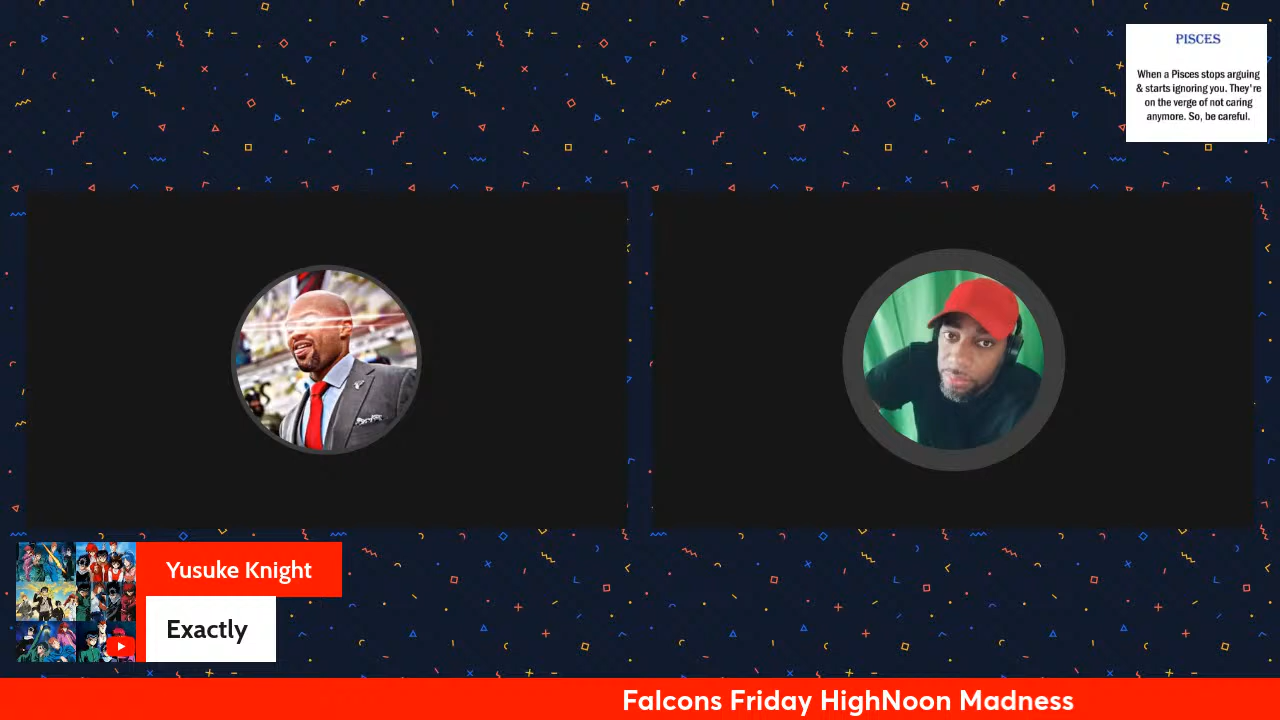 PISCES
When a Pisces stops arguing
& starts ignoring you. They're
on the verge of not caring
anymore. So, be careful.
Yusuke Knight
Exactly
Falcons Friday HighNoon Madness